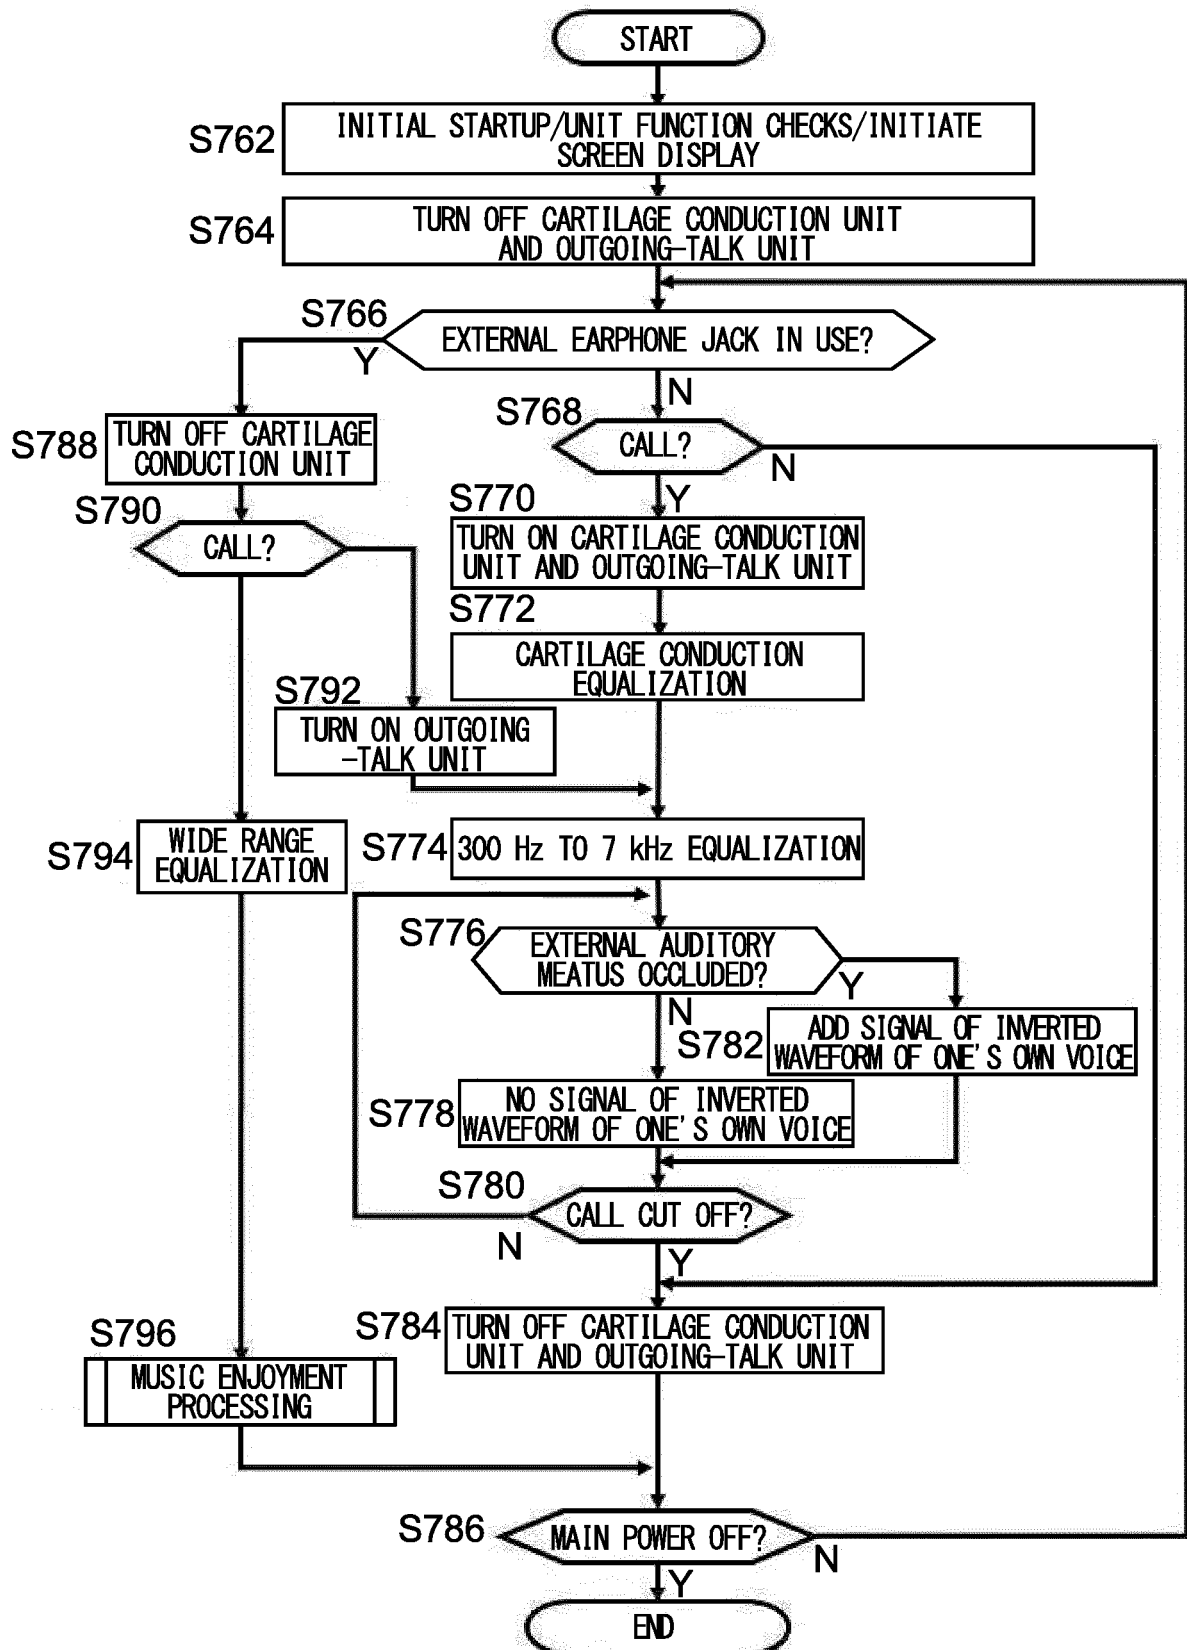 START
S762
INITIAL STARTUP/UNIT FUNCTION CHECKS/INITIATE
SCREEN DISPLAY
S764
TURN OFF CARTILAGE CONDUCTION UNIT
AND OUTGOING-TALK UNIT
S766
EXTERNAL EARPHONE JACK IN USE?
Y
N
S788
TURN OFF CARTILAGE
CONDUCTION UNIT
S768
CALL?
N
Y
S790
CALL?
S770
TURN ON CARTILAGE CONDUCTION
UNIT AND OUTGOING-TALK UNIT
S772
CARTILAGE CONDUCTION
EQUALIZATION
S792
TURN ON OUTGOING
-TALK UNIT
S794
WIDE RANGE
EQUALIZATION
S774
300 Hz TO 7 kHz EQUALIZATION
S776
EXTERNAL AUDITORY
MEATUS OCCLUDED?
Y
N
S782
ADD SIGNAL OF INVERTED
WAVEFORM OF ONE'S OWN VOICE
S778
NO SIGNAL OF INVERTED
WAVEFORM OF ONE'S OWN VOICE
S780
CALL CUT OFF?
N
Y
S784
TURN OFF CARTILAGE CONDUCTION
UNIT AND OUTGOING-TALK UNIT
S796
MUSIC ENJOYMENT
PROCESSING
S786
MAIN POWER OFF?
N
Y
END